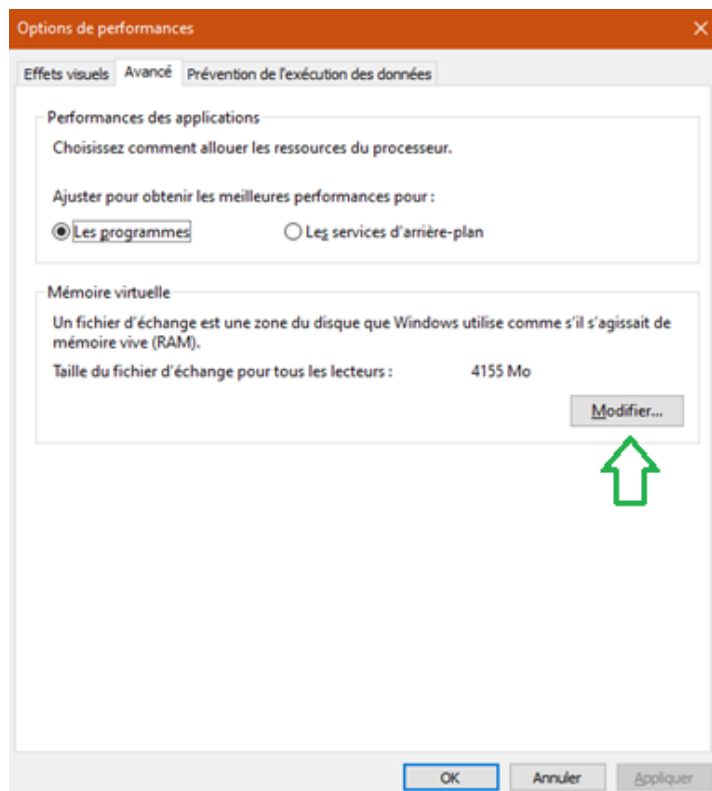 Options de performances
Effets visuels Avancé Prévention de l'exécution des données
Performances des applications
Choisissez comment allouer les ressources du processeur.
Ajuster pour obtenir les meilleures performances pour :
Les programmes Les services d'arrière-plan
Mémoire virtuelle
Un fichier d'échange est une zone du disque que Windows utilise comme s'il s'agissait de
mémoire vive (RAM).
Taille du fichier d'échange pour tous les lecteurs : 4155 Mo
Modifier...
OK Annuler Appliquer